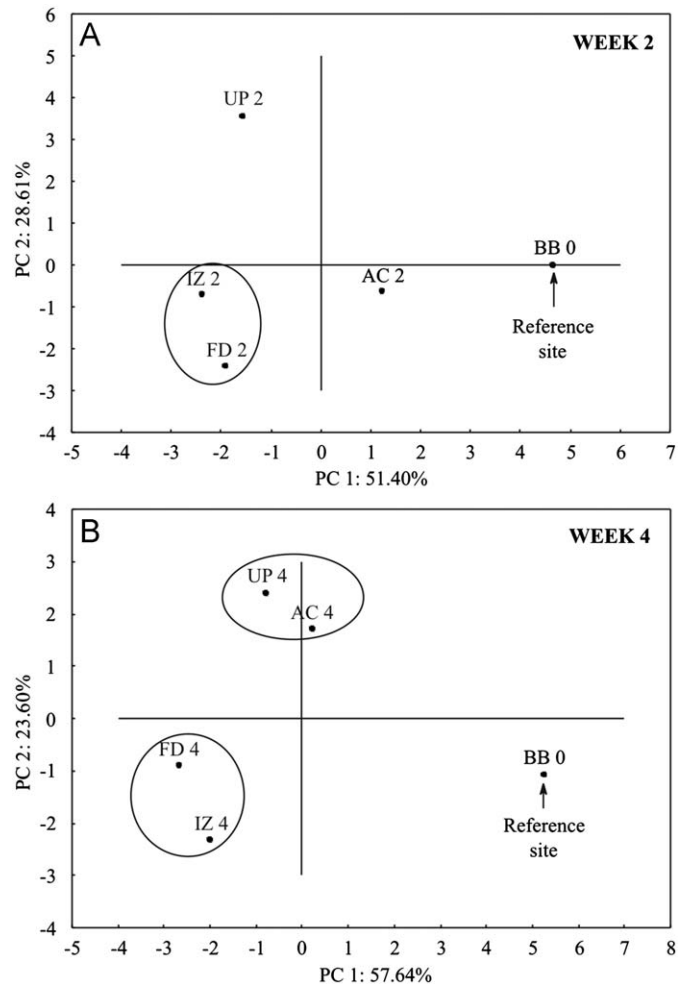 A
WEEK 2
6
5
4
3
2
1
0
-1
-2
-3
-4
PC 2: 28.61%
UP 2
IZ 2
FD 2
AC 2
BB 0
Reference
site
-5 -4 -3 -2 -1 0 1 2 3 4 5 6 7
PC 1: 51.40%
B
WEEK 4
4
3
2
1
0
-1
-2
-3
-4
PC 2: 23.60%
UP 4
AC 4
FD 4
IZ 4
BB 0
Reference
site
-5 -4 -3 -2 -1 0 1 2 3 4 5 6 7 8
PC 1: 57.64%